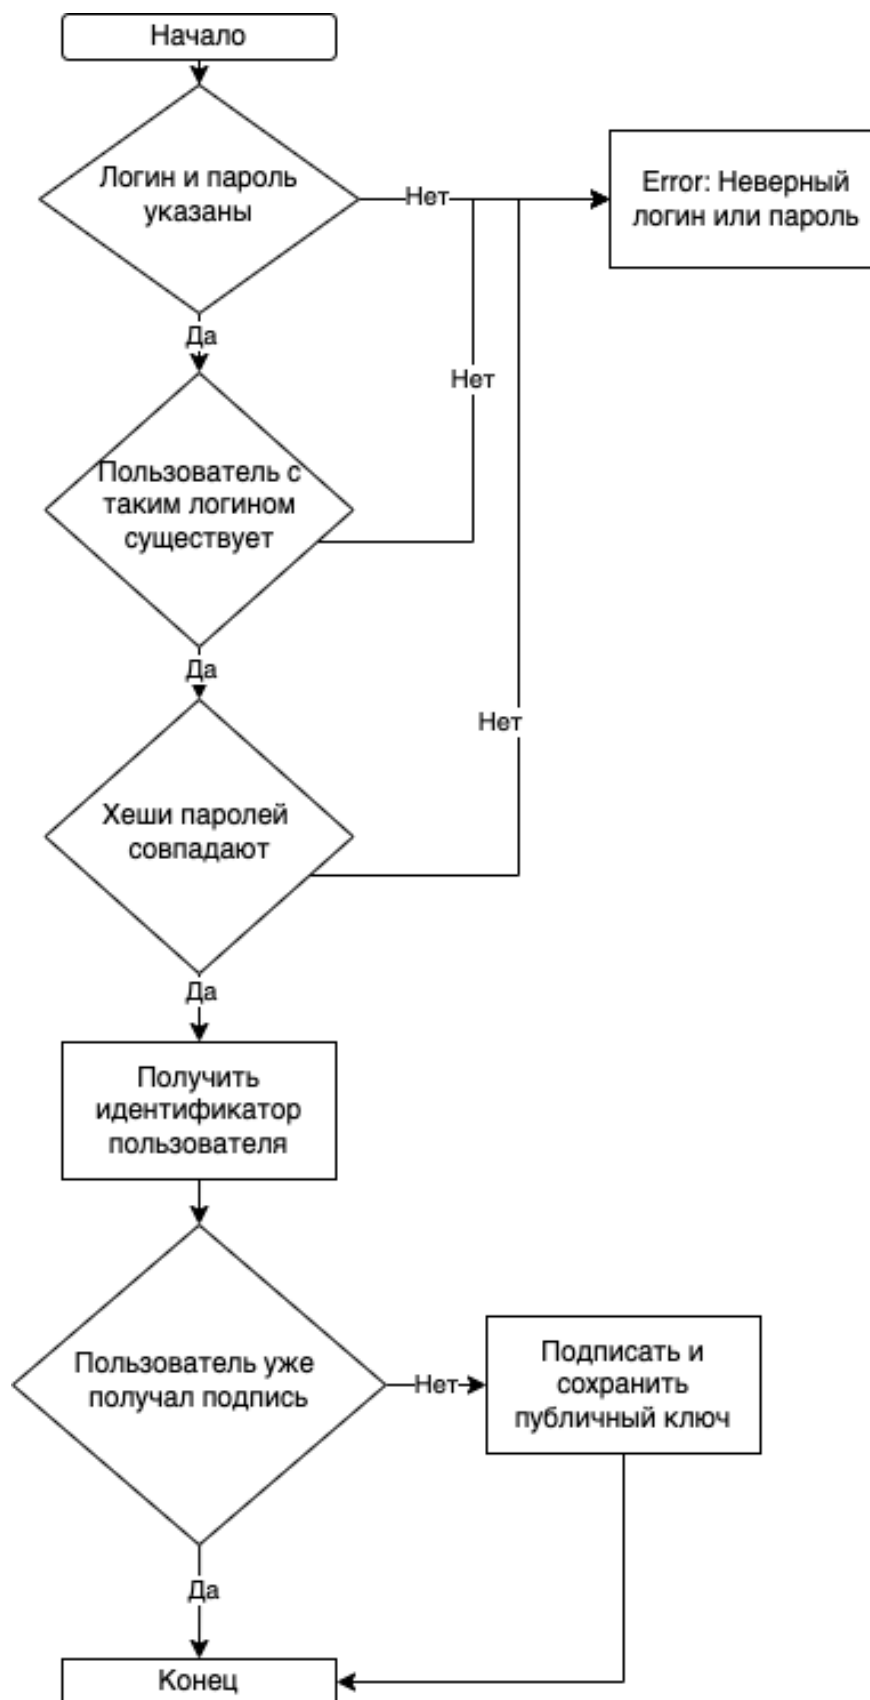 Начало
Логин и пароль
указаны
Нет
Error: Неверный
логин или пароль
Да
Нет
Пользователь с
таким логином
существует
Да
Нет
Хеши паролей
совпадают
Да
Получить
идентификатор
пользователя
Пользователь уже
получал подпись
Нет
Подписать и
сохранить
публичный ключ
Да
Конец